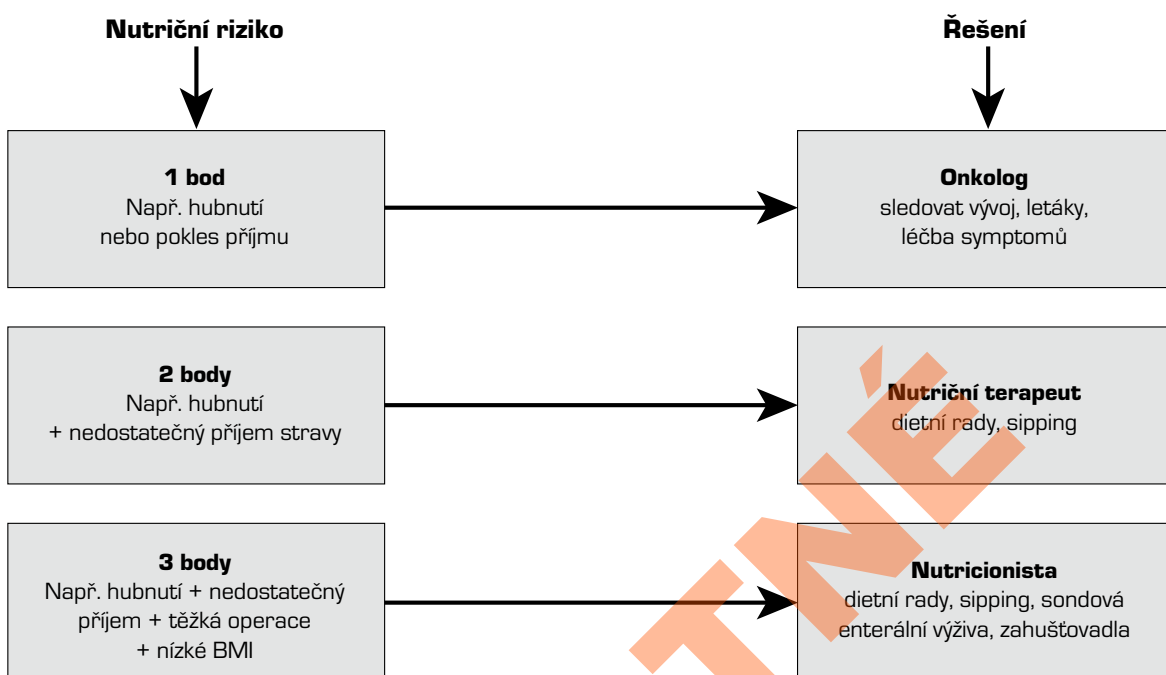 Nutriční riziko
Řešení
1 bod
Např. hubnutí
nebo pokles příjmu
Onkolog
sledovat vývoj, letáky,
léčba symptomů
2 body
Např. hubnutí
+ nedostatečný příjem stravy
Nutriční terapeut
dietní rady, sipping
3 body
Např. hubnutí + nedostatečný
příjem + těžká operace
+ nízké BMI
Nutricionista
dietní rady, sipping, sondová
enterální výživa, zahušťovadla
TNÉ